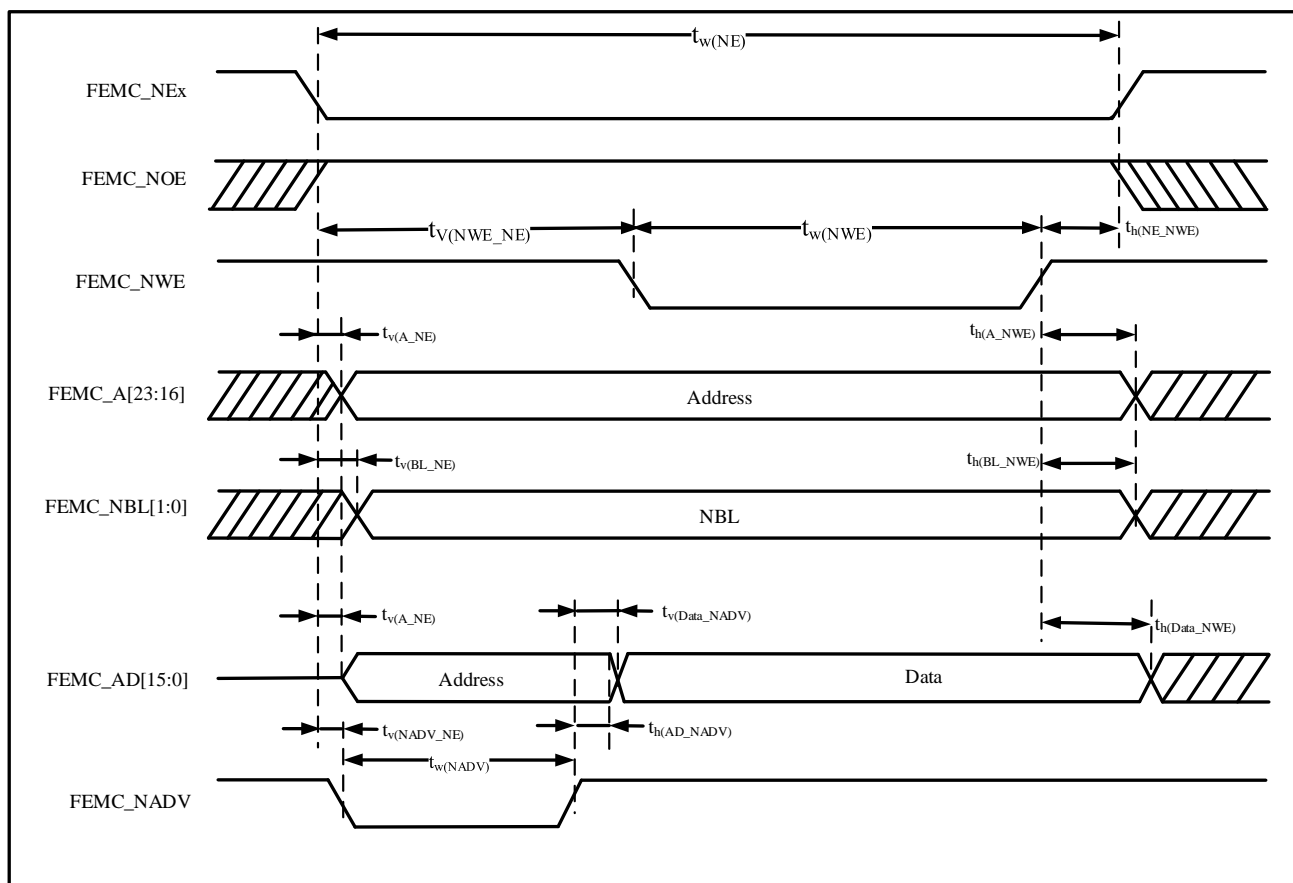 tw(NE)
FEMC_NEx
FEMC_NOE
tV(NWE_NE)
tw(NWE)
th(NE_NWE)
FEMC_NWE
tv(A_NE)
th(A_NWE)
FEMC_A[23:16]
Address
tv(BL_NE)
th(BL_NWE)
FEMC_NBL[1:0]
NBL
tv(A_NE)
tv(Data_NADV)
th(Data_NWE)
FEMC_AD[15:0]
Address
Data
tv(NADV_NE)
th(AD_NADV)
tw(NADV)
FEMC_NADV